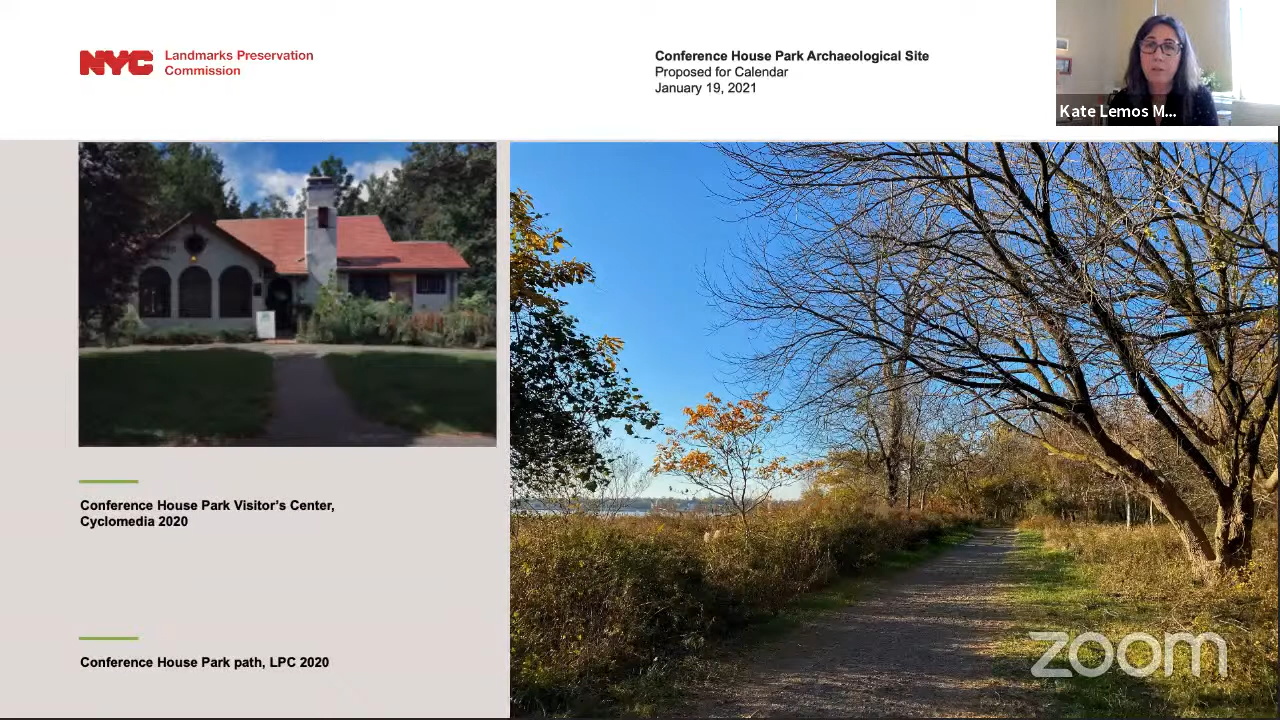 NYC
Landmarks Preservation
Commission
Conference House Park Archaeological Site
Proposed for Calendar
January 19, 2021
Kate Lemos M...
Conference House Park Visitor's Center,
Cyclomedia 2020
Conference House Park path, LPC 2020
zoom